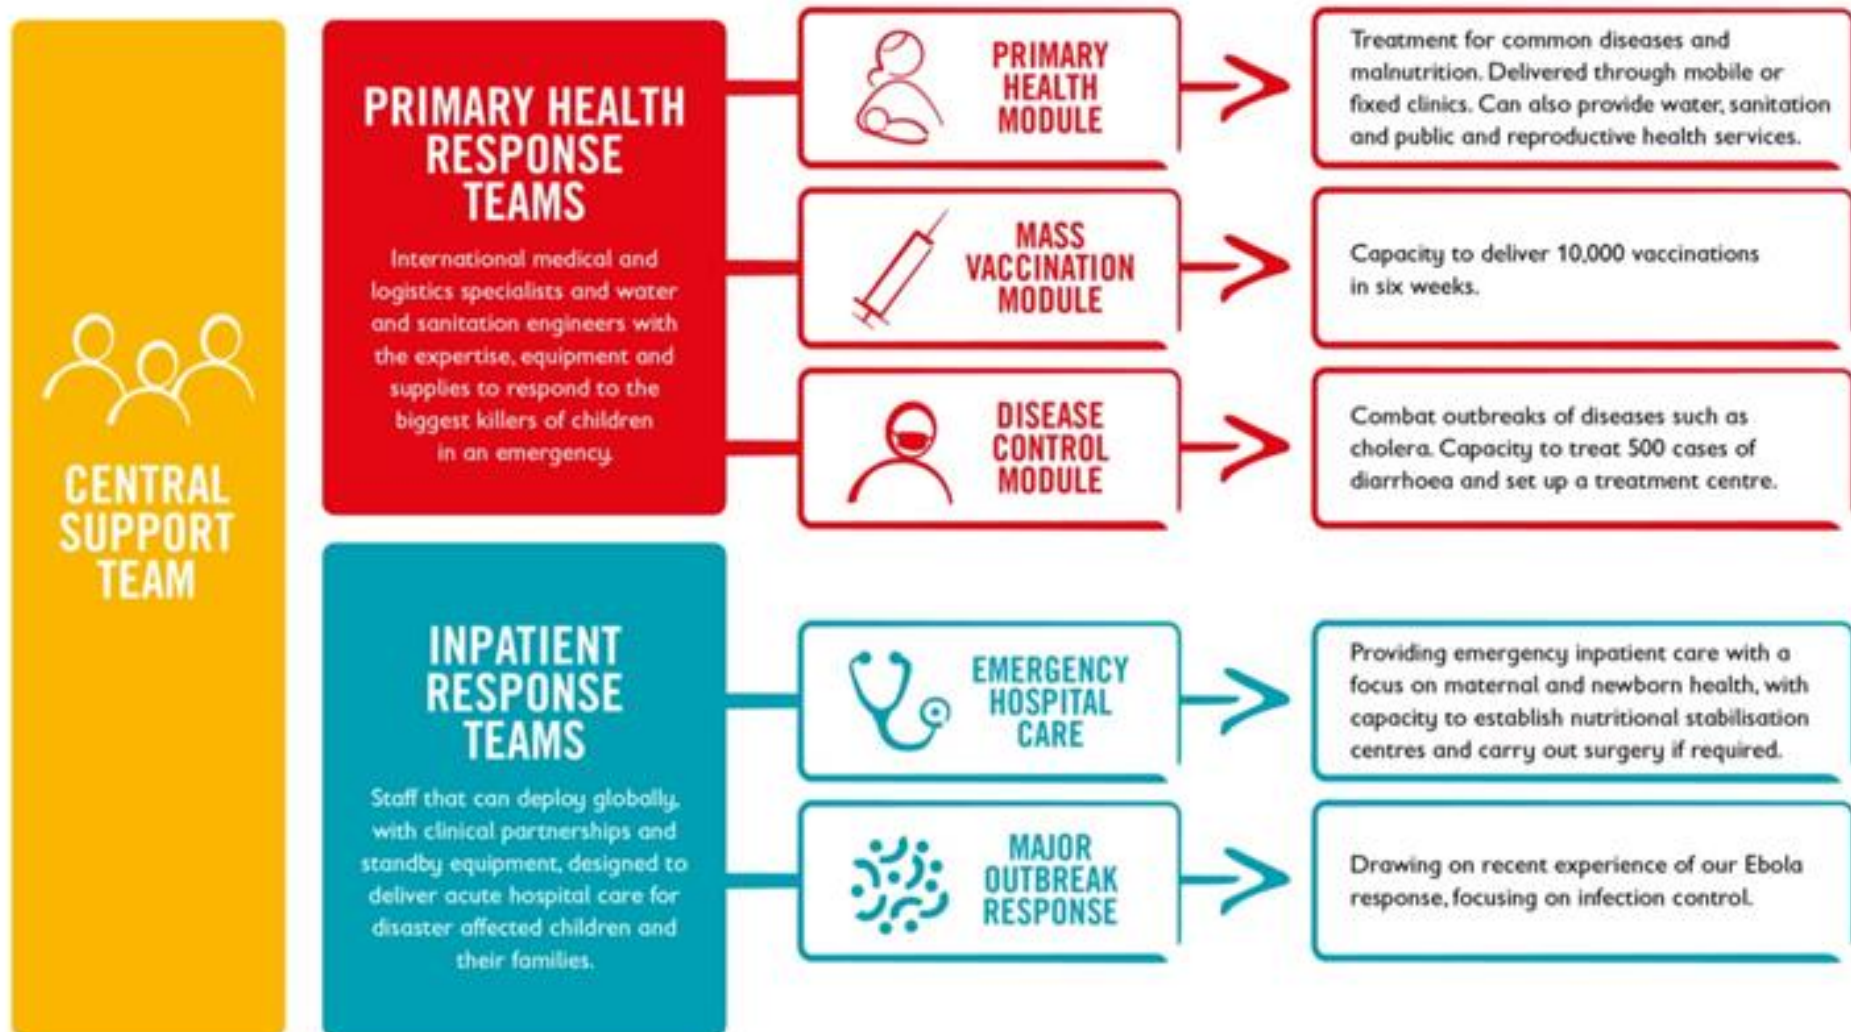 CENTRAL
SUPPORT
TEAM
PRIMARY HEALTH
RESPONSE
TEAMS
International medical and
logistics specialists and water
and sanitation engineers with
the expertise, equipment and
supplies to respond to the
biggest killers of children
in an emergency.
PRIMARY
HEALTH
MODULE
Treatment for common diseases and
malnutrition. Delivered through mobile or
fixed clinics. Can also provide water, sanitation
and public and reproductive health services.
MASS
VACCINATION
MODULE
Capacity to deliver 10,000 vaccinations
in six weeks.
DISEASE
CONTROL
MODULE
Combat outbreaks of diseases such as
cholera. Capacity to treat 500 cases of
diarrhoea and set up a treatment centre.
INPATIENT
RESPONSE
TEAMS
Staff that can deploy globally,
with clinical partnerships and
standby equipment, designed to
deliver acute hospital care for
disaster affected children and
their families.
EMERGENCY
HOSPITAL
CARE
Providing emergency inpatient care with a
focus on maternal and newborn health, with
capacity to establish nutritional stabilisation
centres and carry out surgery if required.
MAJOR
OUTBREAK
RESPONSE
Drawing on recent experience of our Ebola
response, focusing on infection control.